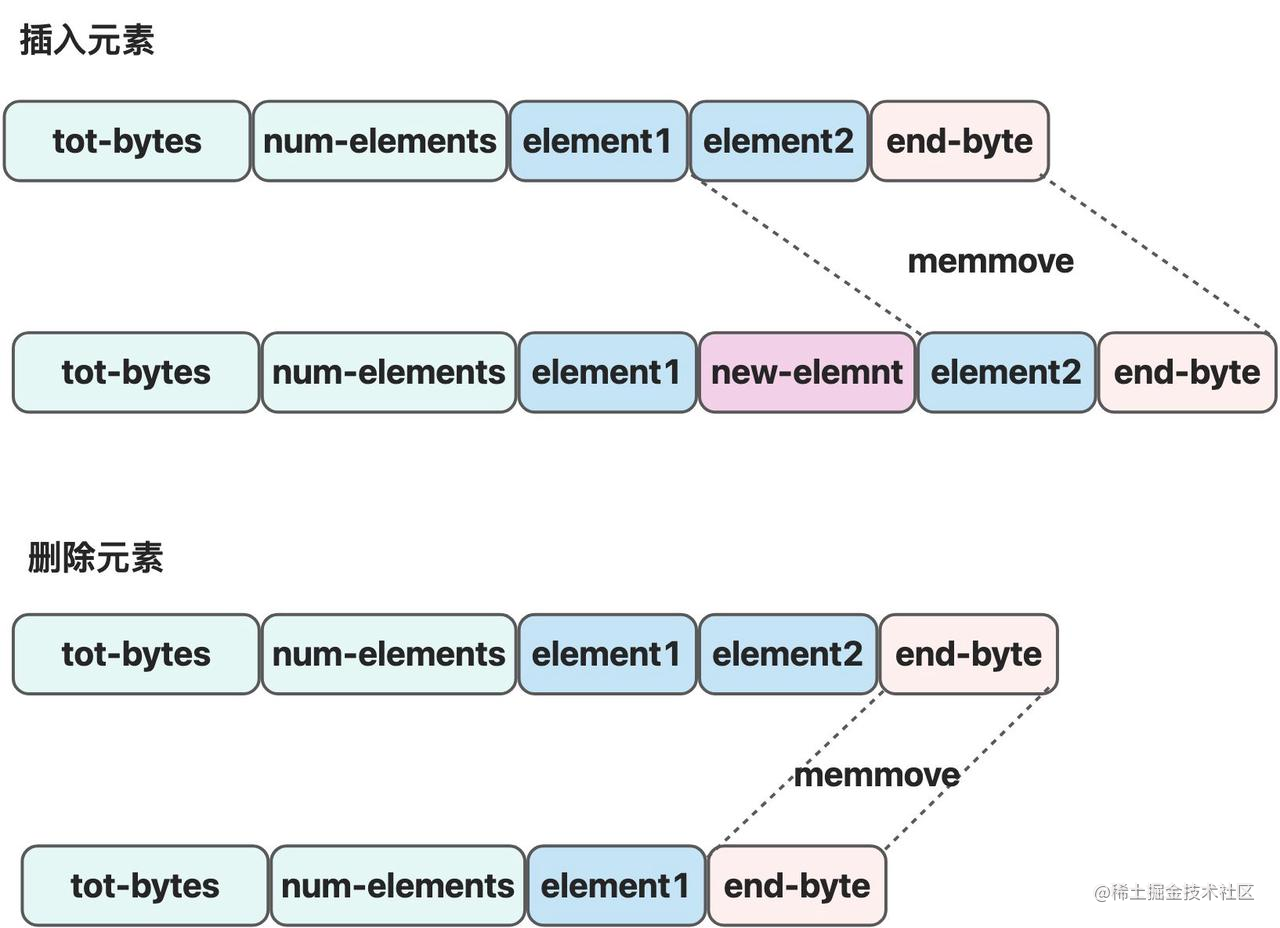 插入元素
tot-bytes num-elements element1 element2 end-byte
memmove
tot-bytes num-elements element1 new-elemnt element2 end-byte
删除元素
tot-bytes num-elements element1 element2 end-byte
memmove
tot-bytes num-elements element1 end-byte
@稀土掘金技术社区